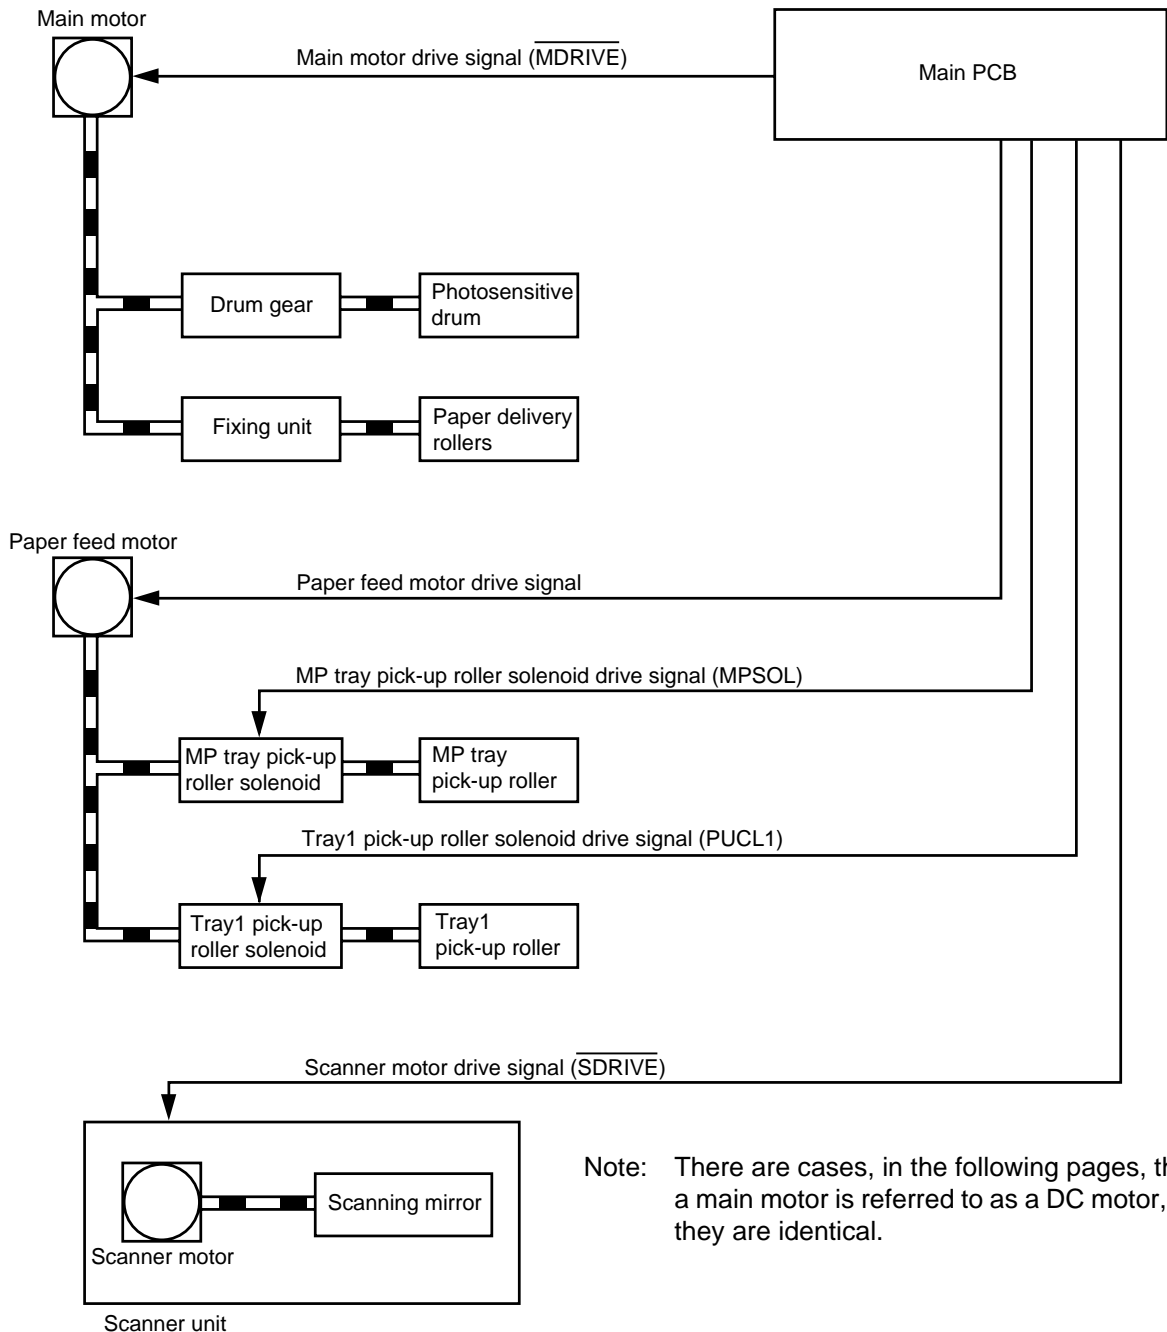 Main motor
Main motor drive signal (MDRIVE)
Main PCB
Drum gear
Photosensitive
drum
Fixing unit
Paper delivery
rollers
Paper feed motor
Paper feed motor drive signal
MP tray pick-up roller solenoid drive signal (MPSOL)
MP tray pick-up
roller solenoid
MP tray
pick-up roller
Tray1 pick-up roller solenoid drive signal (PUCL1)
Tray1 pick-up
roller solenoid
Tray1
pick-up roller
Scanner motor drive signal (SDRIVE)
Scanning mirror
Scanner motor
Scanner unit
Note: There are cases, in the following pages,
a main motor is referred to as a DC motor,
they are identical.